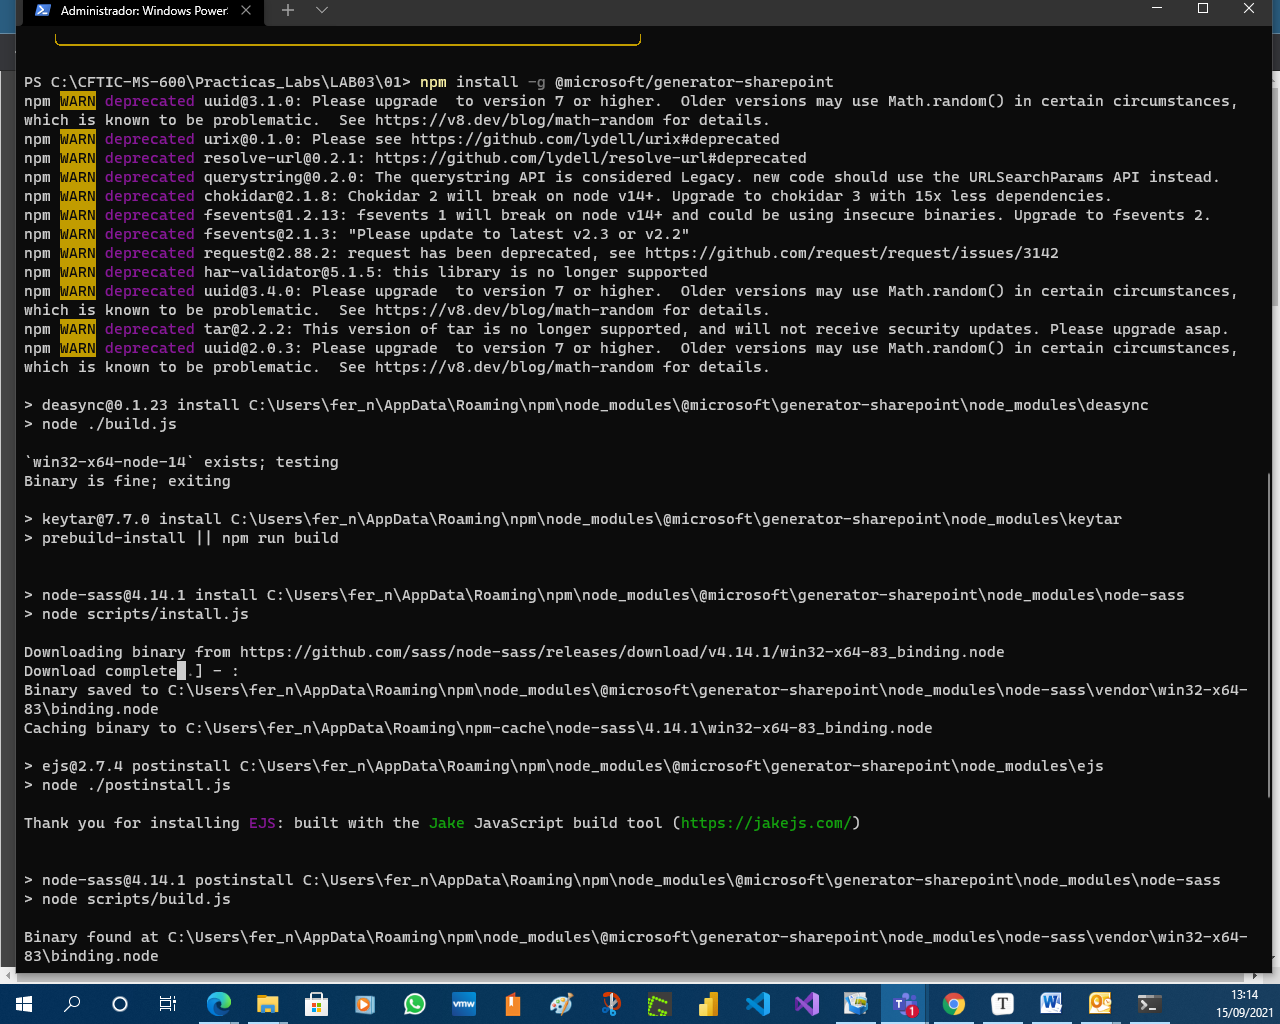 Administrador: Windows Power
PS C:\CFTIC-MS-600\Practicas_Labs\LAB03\01> npm install -g @microsoft/generator-sharepoint
npm WARN deprecated uuid@3.1.0: Please upgrade  to version 7 or higher.  Older versions may use Math.random() in certain circumstances,
which is known to be problematic.  See https://v8.dev/blog/math-random for details.
npm WARN deprecated urix@0.1.0: Please see https://github.com/lydell/urix#deprecated
npm WARN deprecated resolve-url@0.2.1: https://github.com/lydell/resolve-url#deprecated
npm WARN deprecated querystring@0.2.0: The querystring API is considered Legacy. new code should use the URLSearchParams API instead.
npm WARN deprecated chokidar@2.1.8: Chokidar 2 will break on node v14+. Upgrade to chokidar 3 with 15x less dependencies.
npm WARN deprecated fsevents@1.2.13: fsevents 1 will break on node v14+ and could be using insecure binaries. Upgrade to fsevents 2.
npm WARN deprecated fsevents@2.1.3: "Please update to latest v2.3 or v2.2"
npm WARN deprecated request@2.88.2: request has been deprecated, see https://github.com/request/request/issues/3142
npm WARN deprecated har-validator@5.1.5: this library is no longer supported
npm WARN deprecated uuid@3.4.0: Please upgrade  to version 7 or higher.  Older versions may use Math.random() in certain circumstances,
which is known to be problematic.  See https://v8.dev/blog/math-random for details.
npm WARN deprecated tar@2.2.2: This version of tar is no longer supported, and will not receive security updates. Please upgrade asap.
npm WARN deprecated uuid@2.0.3: Please upgrade  to version 7 or higher.  Older versions may use Math.random() in certain circumstances,
which is known to be problematic.  See https://v8.dev/blog/math-random for details.
> deasync@0.1.23 install C:\Users\fer_n\AppData\Roaming\npm\node_modules\@microsoft\generator-sharepoint\node_modules\deasync
> node ./build.js
`win32-x64-node-14` exists; testing
Binary is fine; exiting
> keytar@7.7.0 install C:\Users\fer_n\AppData\Roaming\npm\node_modules\@microsoft\generator-sharepoint\node_modules\keytar
> prebuild-install || npm run build
> node-sass@4.14.1 install C:\Users\fer_n\AppData\Roaming\npm\node_modules\@microsoft\generator-sharepoint\node_modules\node-sass
> node scripts/install.js
Downloading binary from https://github.com/sass/node-sass/releases/download/v4.14.1/win32-x64-83_binding.node
Download complete .] - :
Binary saved to C:\Users\fer_n\AppData\Roaming\npm\node_modules\@microsoft\generator-sharepoint\node_modules\node-sass\vendor\win32-x64-
83\binding.node
Caching binary to C:\Users\fer_n\AppData\Roaming\npm-cache\node-sass\4.14.1\win32-x64-83_binding.node
> ejs@2.7.4 postinstall C:\Users\fer_n\AppData\Roaming\npm\node_modules\@microsoft\generator-sharepoint\node_modules\ejs
> node ./postinstall.js
Thank you for installing EJS: built with the Jake JavaScript build tool (https://jakejs.com/)
> node-sass@4.14.1 postinstall C:\Users\fer_n\AppData\Roaming\npm\node_modules\@microsoft\generator-sharepoint\node_modules\node-sass
> node scripts/build.js
Binary found at C:\Users\fer_n\AppData\Roaming\npm\node_modules\@microsoft\generator-sharepoint\node_modules\node-sass\vendor\win32-x64-
83\binding.node
vmw
1
T
13:14
15/09/2021